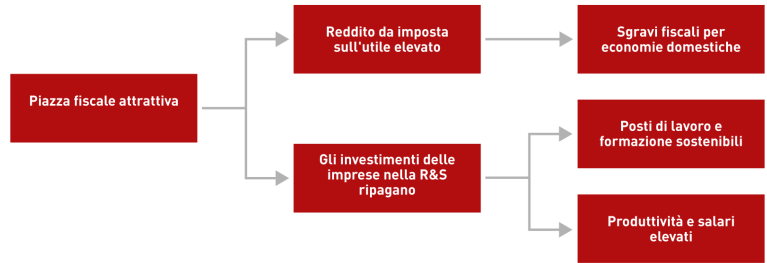 Piazza fiscale attrattiva
Reddito da imposta
sull'utile elevato
Sgravi fiscali per
economie domestiche
Gli investimenti delle
imprese nella R&S
ripagano
Posti di lavoro e
formazione sostenibili
Produttività e salari
elevati